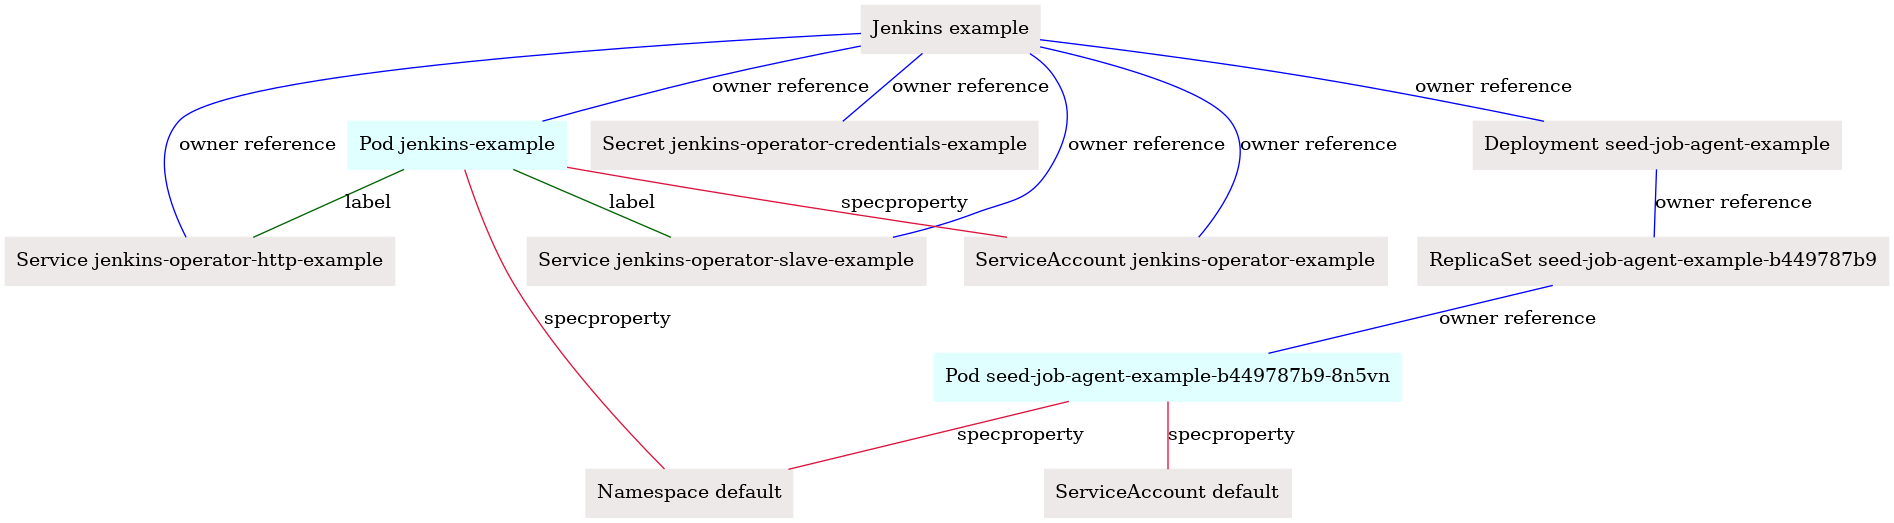 Jenkins example
owner reference
owner reference
owner reference
owner reference
Pod jenkins-example
Secret jenkins-operator-credentials-example
owner reference
owner reference
Deployment seed-job-agent-example
label
label
specproperty
owner reference
Service jenkins-operator-http-example
Service jenkins-operator-slave-example
ServiceAccount jenkins-operator-example
ReplicaSet seed-job-agent-example-b449787b9
specproperty
owner reference
Pod seed-job-agent-example-b449787b9-8n5vn
specproperty
specproperty
Namespace default
ServiceAccount default